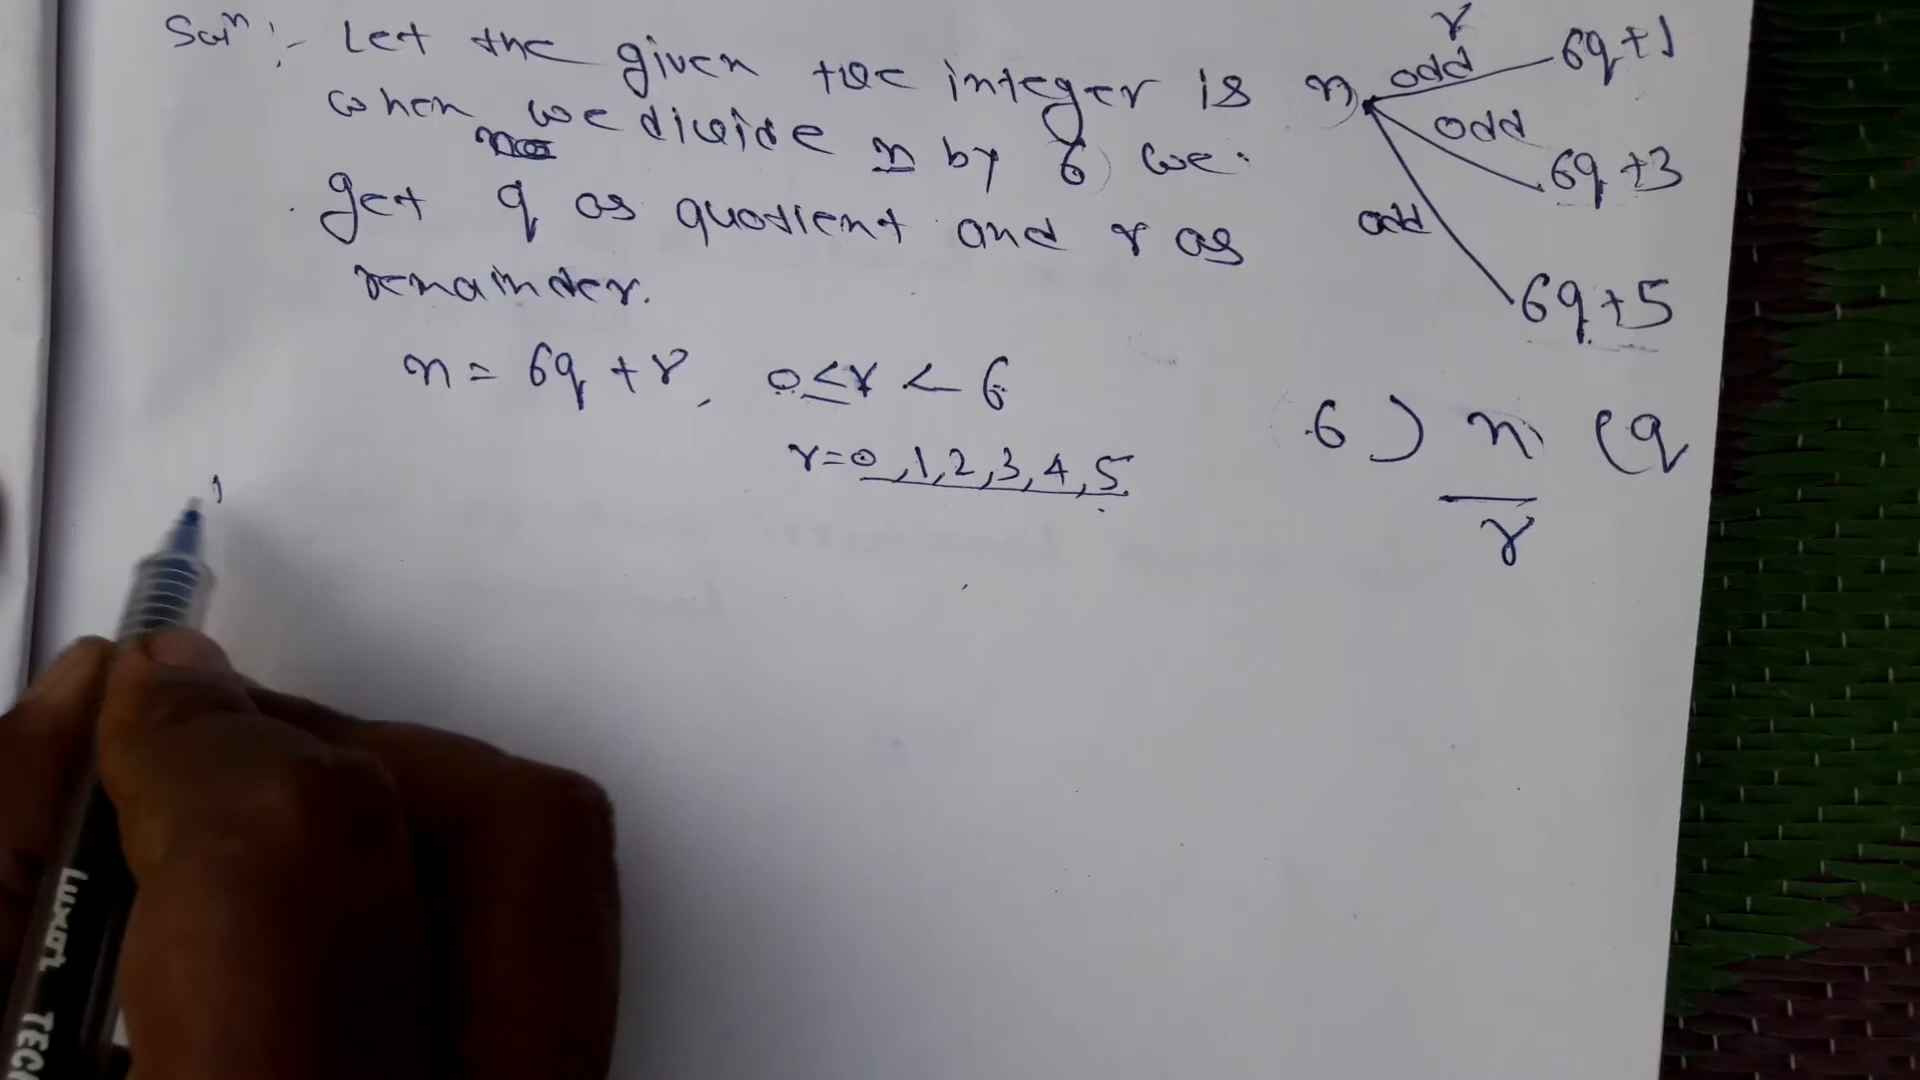 Solⁿ :- Let the given +ve integer is n,
when we divide n by 6, we
get q as quotient and r as
remainder.
n = 6q + r, 0 ≤ r < 6
r = 0, 1, 2, 3, 4, 5.
r
odd 6q + 1
odd 6q + 3
odd 6q + 5
6 ) n ( q
r
LUXOR TEC